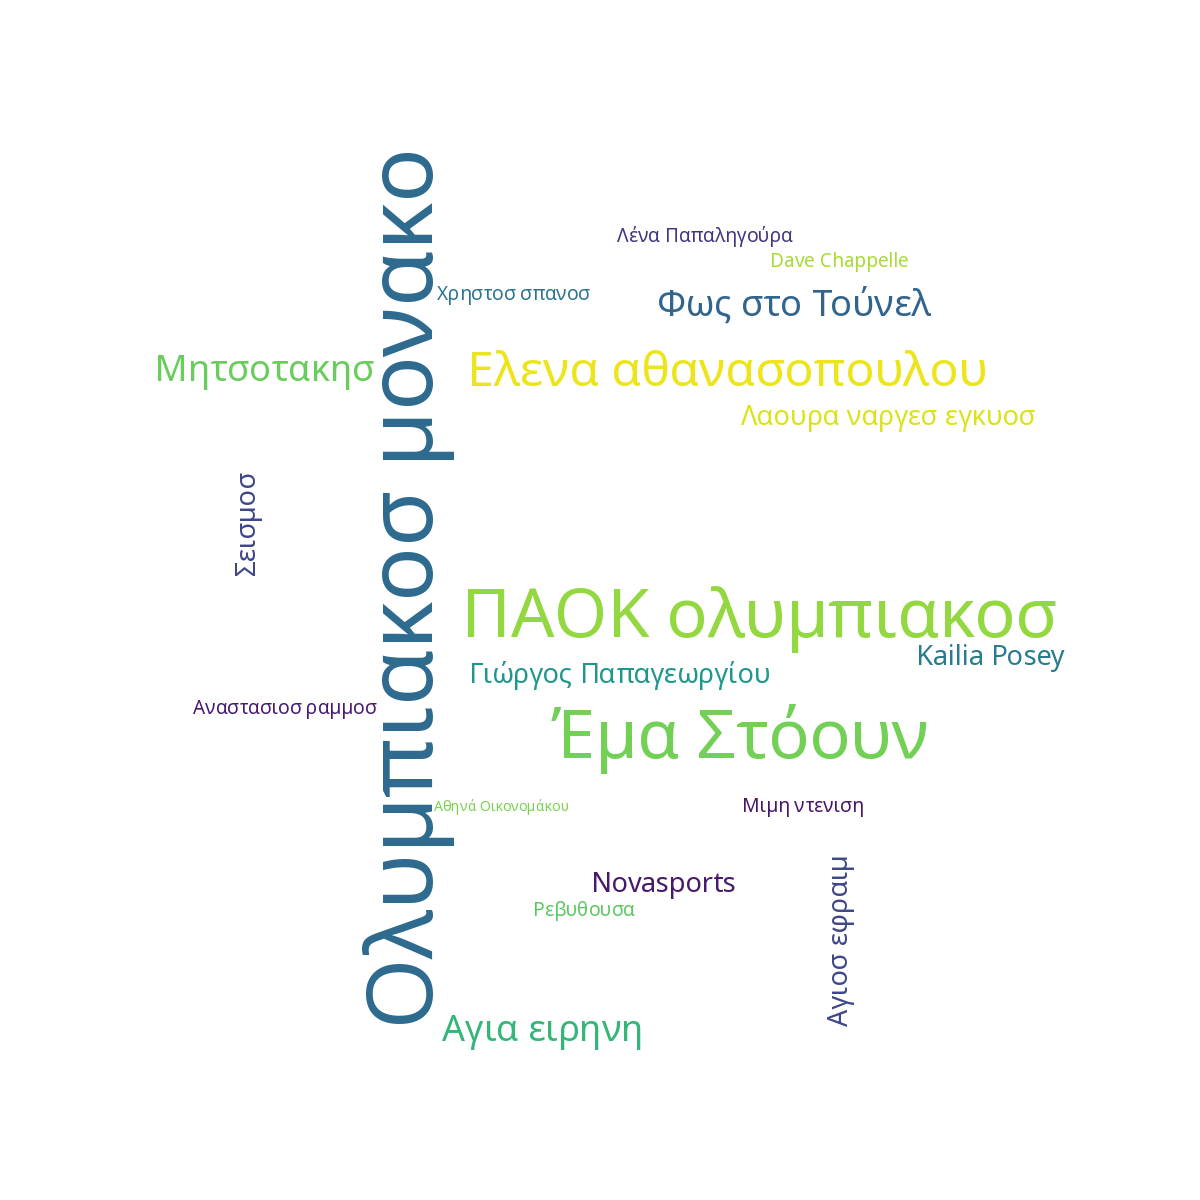 Λένα Παπαληγούρα
Dave Chappelle
Χρηστοσ σπανοσ
Φως στο Τούνελ
Μητσοτακησ
Ελενα αθανασοπουλου
Λαουρα ναργεσ εγκυοσ
Σεισμοσ
Ολυμπιακοσ μονακο
ΠΑΟΚ ολυμπιακοσ
Kailia Posey
Γιώργος Παπαγεωργίου
Αναστασιοσ ραμμοσ
Έμα Στόουν
Αθηνά Οικονομάκου
Μιμη ντενιση
Novasports
Ρεβυθουσα
Αγιοσ εφραιμ
Αγια ειρηνη